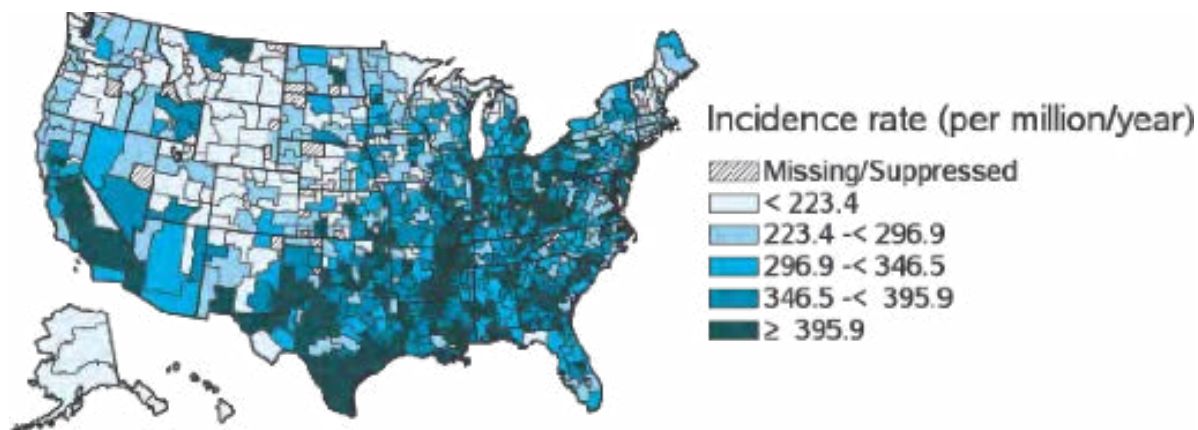 Incidence rate (per million/year)
Missing/Suppressed
< 223.4
223.4 -< 296.9
296.9 -< 346.5
346.5 -<  395.9
≥  395.9